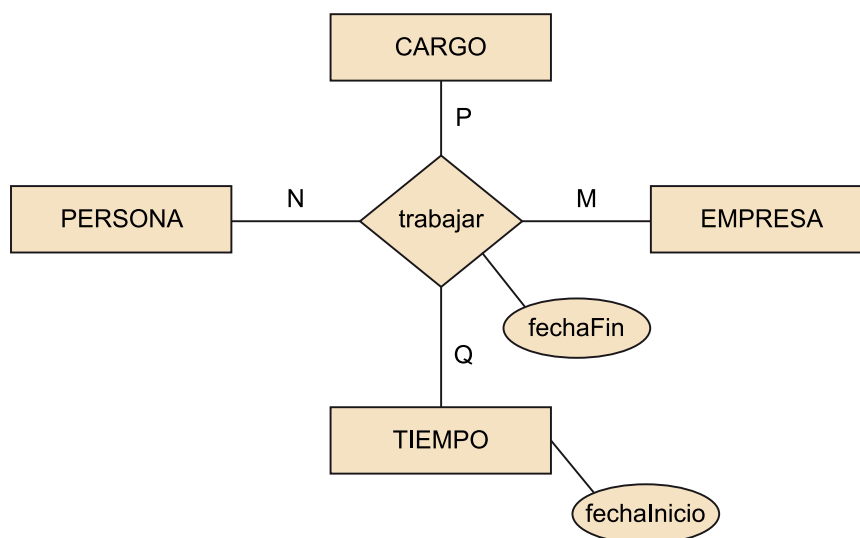 CARGO
P
PERSONA
N
trabajar
M
EMPRESA
fechaFin
Q
TIEMPO
fechaInicio